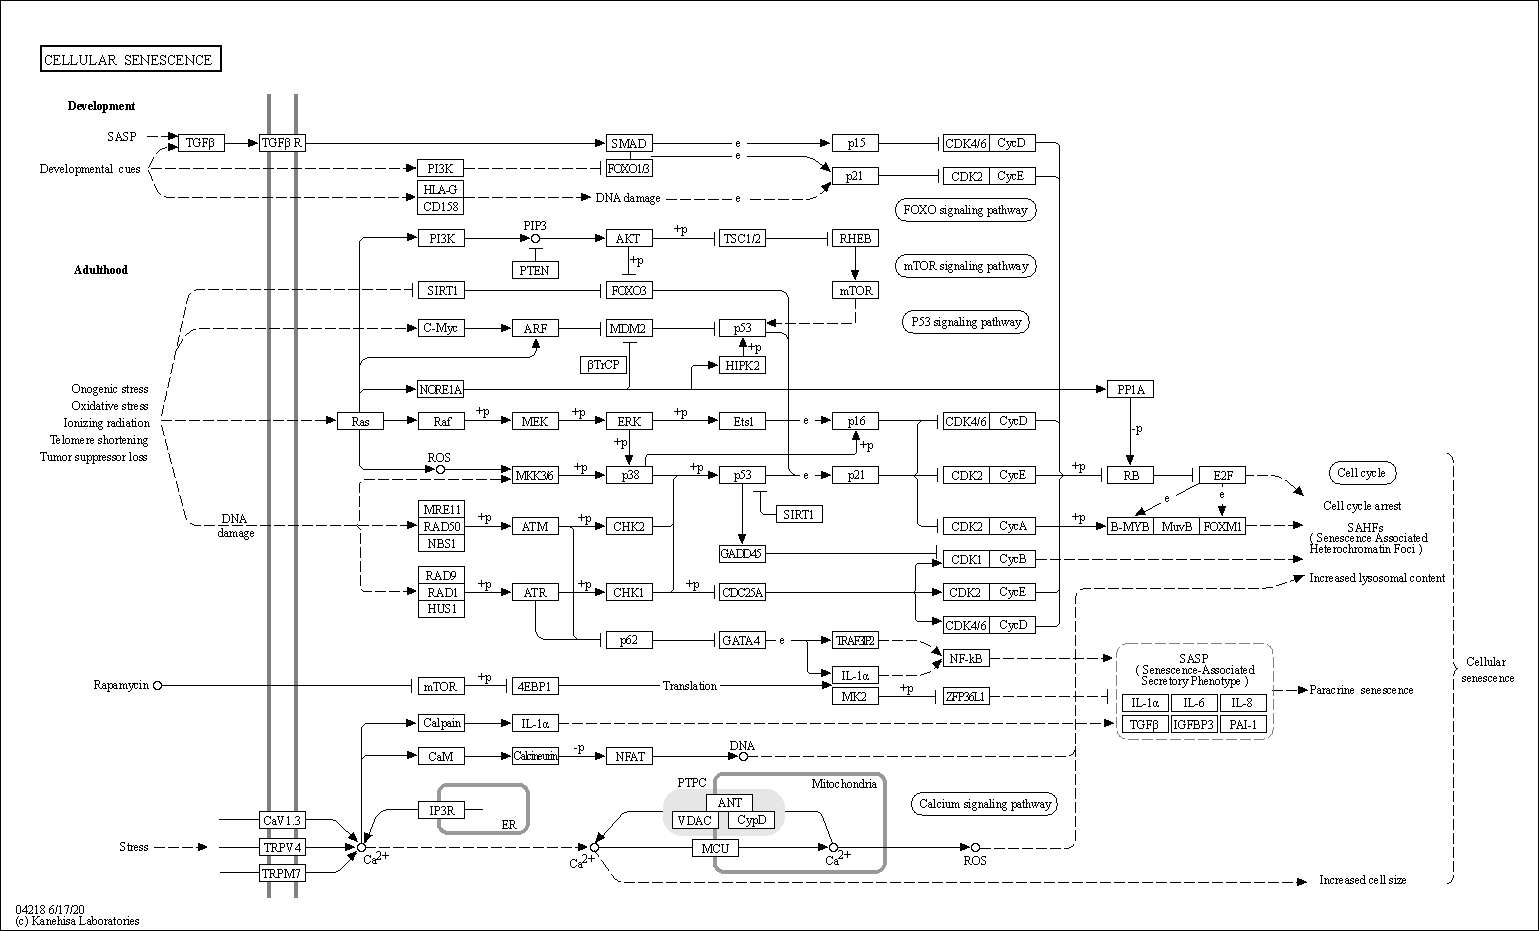 CELLULAR SENESCENCE
Development
SASP
TGFβ
TGFβ R
SMAD
e
p15
CDK4/6
CycD
e
Developmental cues
PI3K
FOXO1/3
p21
CDK2
CycE
HLA-G
CD158
DNA damage
e
FOXO signaling pathway
PI3K
PIP3
AKT
+p
TSC1/2
RHEB
PTEN
+p
mTOR signaling pathway
Adulthood
SIRT1
FOXO3
mTOR
C-Myc
ARF
MDM2
p53
P53 signaling pathway
+p
βTrCP
HIPK2
Onogenic stress
Oxidative stress
Ionizing radiation
Telomere shortening
Tumor suppressor loss
NORE1A
PP1A
Ras
Raf
+p
MEK
+p
ERK
+p
Ets1
e
p16
CDK4/6
CycD
-p
+p
+p
ROS
MKK3/6
+p
p38
+p
p53
e
p21
CDK2
CycE
+p
RB
E2F
Cell cycle
e
e
Cell cycle arrest
MRE11
RAD50
NBS1
SIRT1
DNA
damage
+p
ATM
+p
CHK2
CDK2
CycA
+p
B-MYB
MuvB
FOXM1
SAHFs
( Senescence Associated
Heterochromatin Foci )
GADD45
CDK1
CycB
Increased lysosomal content
RAD9
RAD1
HUS1
+p
ATR
+p
CHK1
+p
CDC25A
CDK2
CycE
CDK4/6
CycD
p62
GATA4
e
TRAF3IP2
NF-kB
IL-1α
Rapamycin
mTOR
+p
4EBP1
Translation
MK2
+p
ZFP36L1
SASP
( Senescence-Associated
Secretory Phenotype )
IL-1α
IL-6
IL-8
TGFβ
IGFBP3
PAI-1
Paracrine senescence
Cellular
senescence
Calpain
IL-1α
CaM
Calcineurin
-p
NFAT
DNA
PTPC
Mitochondria
ANT
VDAC
CypD
MCU
Calcium signaling pathway
IP3R
ER
Stress
CaV1.3
TRPV4
TRPM7
Ca2+
Ca2+
Ca2+
ROS
Increased cell size
04218 6/17/20
(c) Kanehisa Laboratories